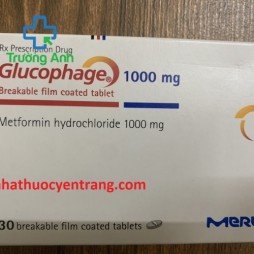 Rx Prescription Drug
Trường Anh
Glucophage® 1000 mg
Breakable film coated tablet
Metformin hydrochloride 1000 mg
nhathuocyentrang.com
30 breakable film coated tablets
Merc